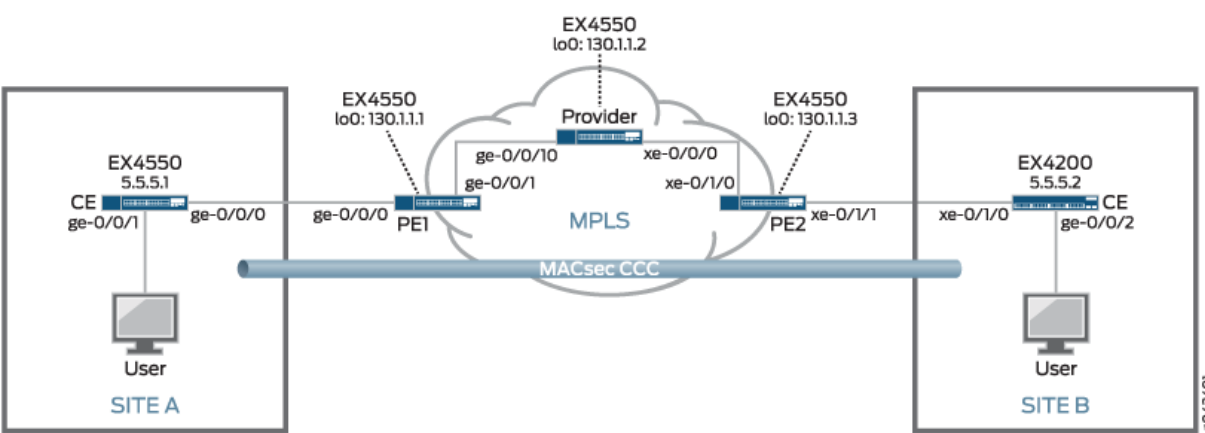 EX4550
lo0: 130.1.1.2
EX4550
lo0: 130.1.1.1
Provider
EX4550
lo0: 130.1.1.3
ge-0/0/10
xe-0/0/0
EX4550
5.5.5.1
CE
ge-0/0/1
ge-0/0/0
ge-0/0/0
PE1
ge-0/0/1
MPLS
xe-0/1/0
PE2
xe-0/1/1
EX4200
5.5.5.2
xe-0/1/0
CE
ge-0/0/2
MACsec CCC
User
SITE A
User
SITE B